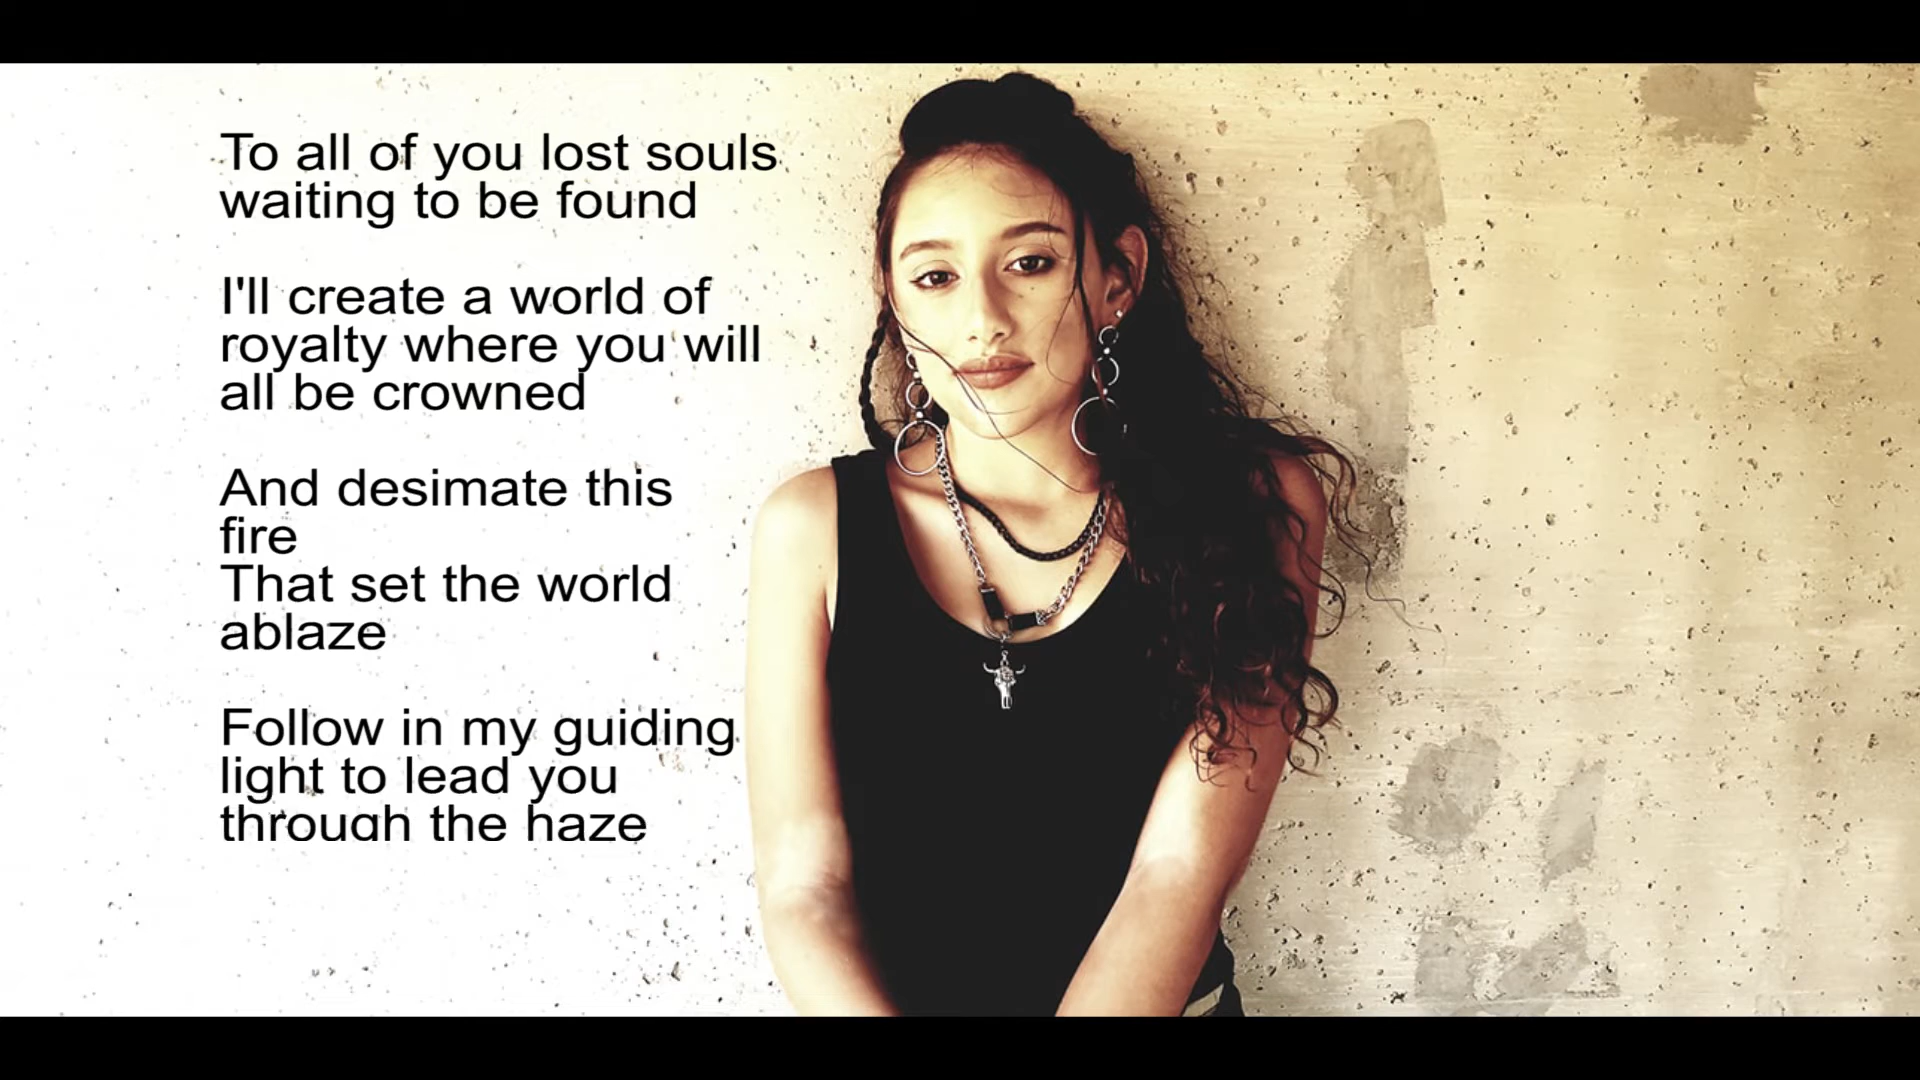 To all of you lost souls
waiting to be found
I'll create a world of
royalty where you will
all be crowned
And desimate this
fire
That set the world
ablaze
Follow in my guiding
light to lead you
through the haze